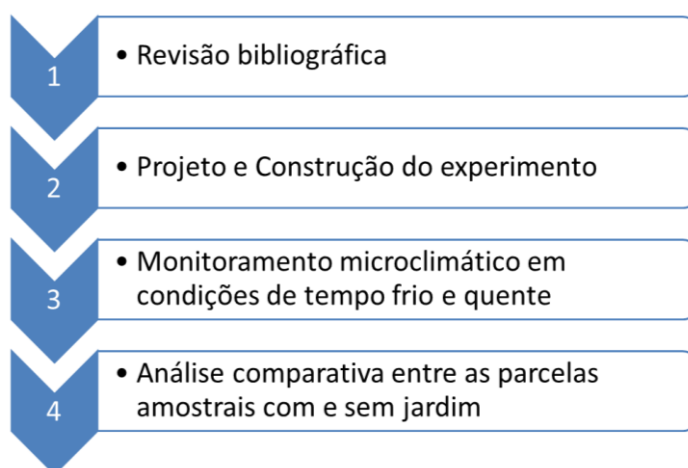 1
• Revisão bibliográfica
2
• Projeto e Construção do experimento
3
• Monitoramento microclimático em
condições de tempo frio e quente
4
• Análise comparativa entre as parcelas
amostrais com e sem jardim